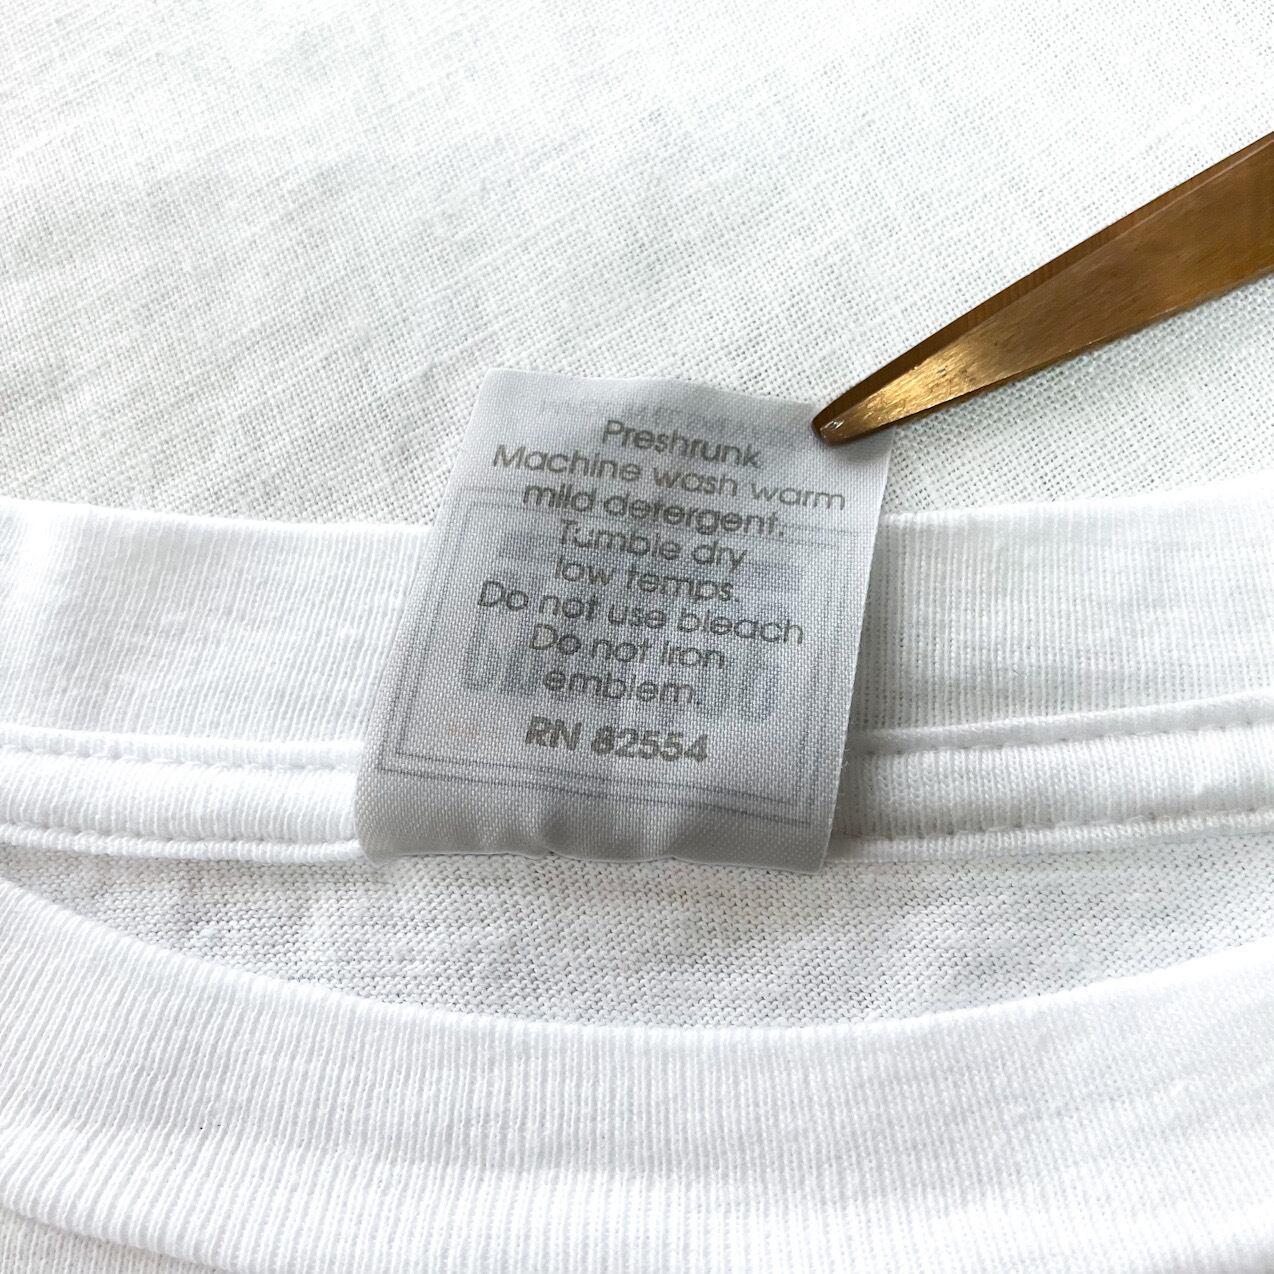 Preshrunk
Machine wash warm
mild detergent.
Tumble dry
low temps.
Do not use bleach
Do not iron
emblem.
RN 82554